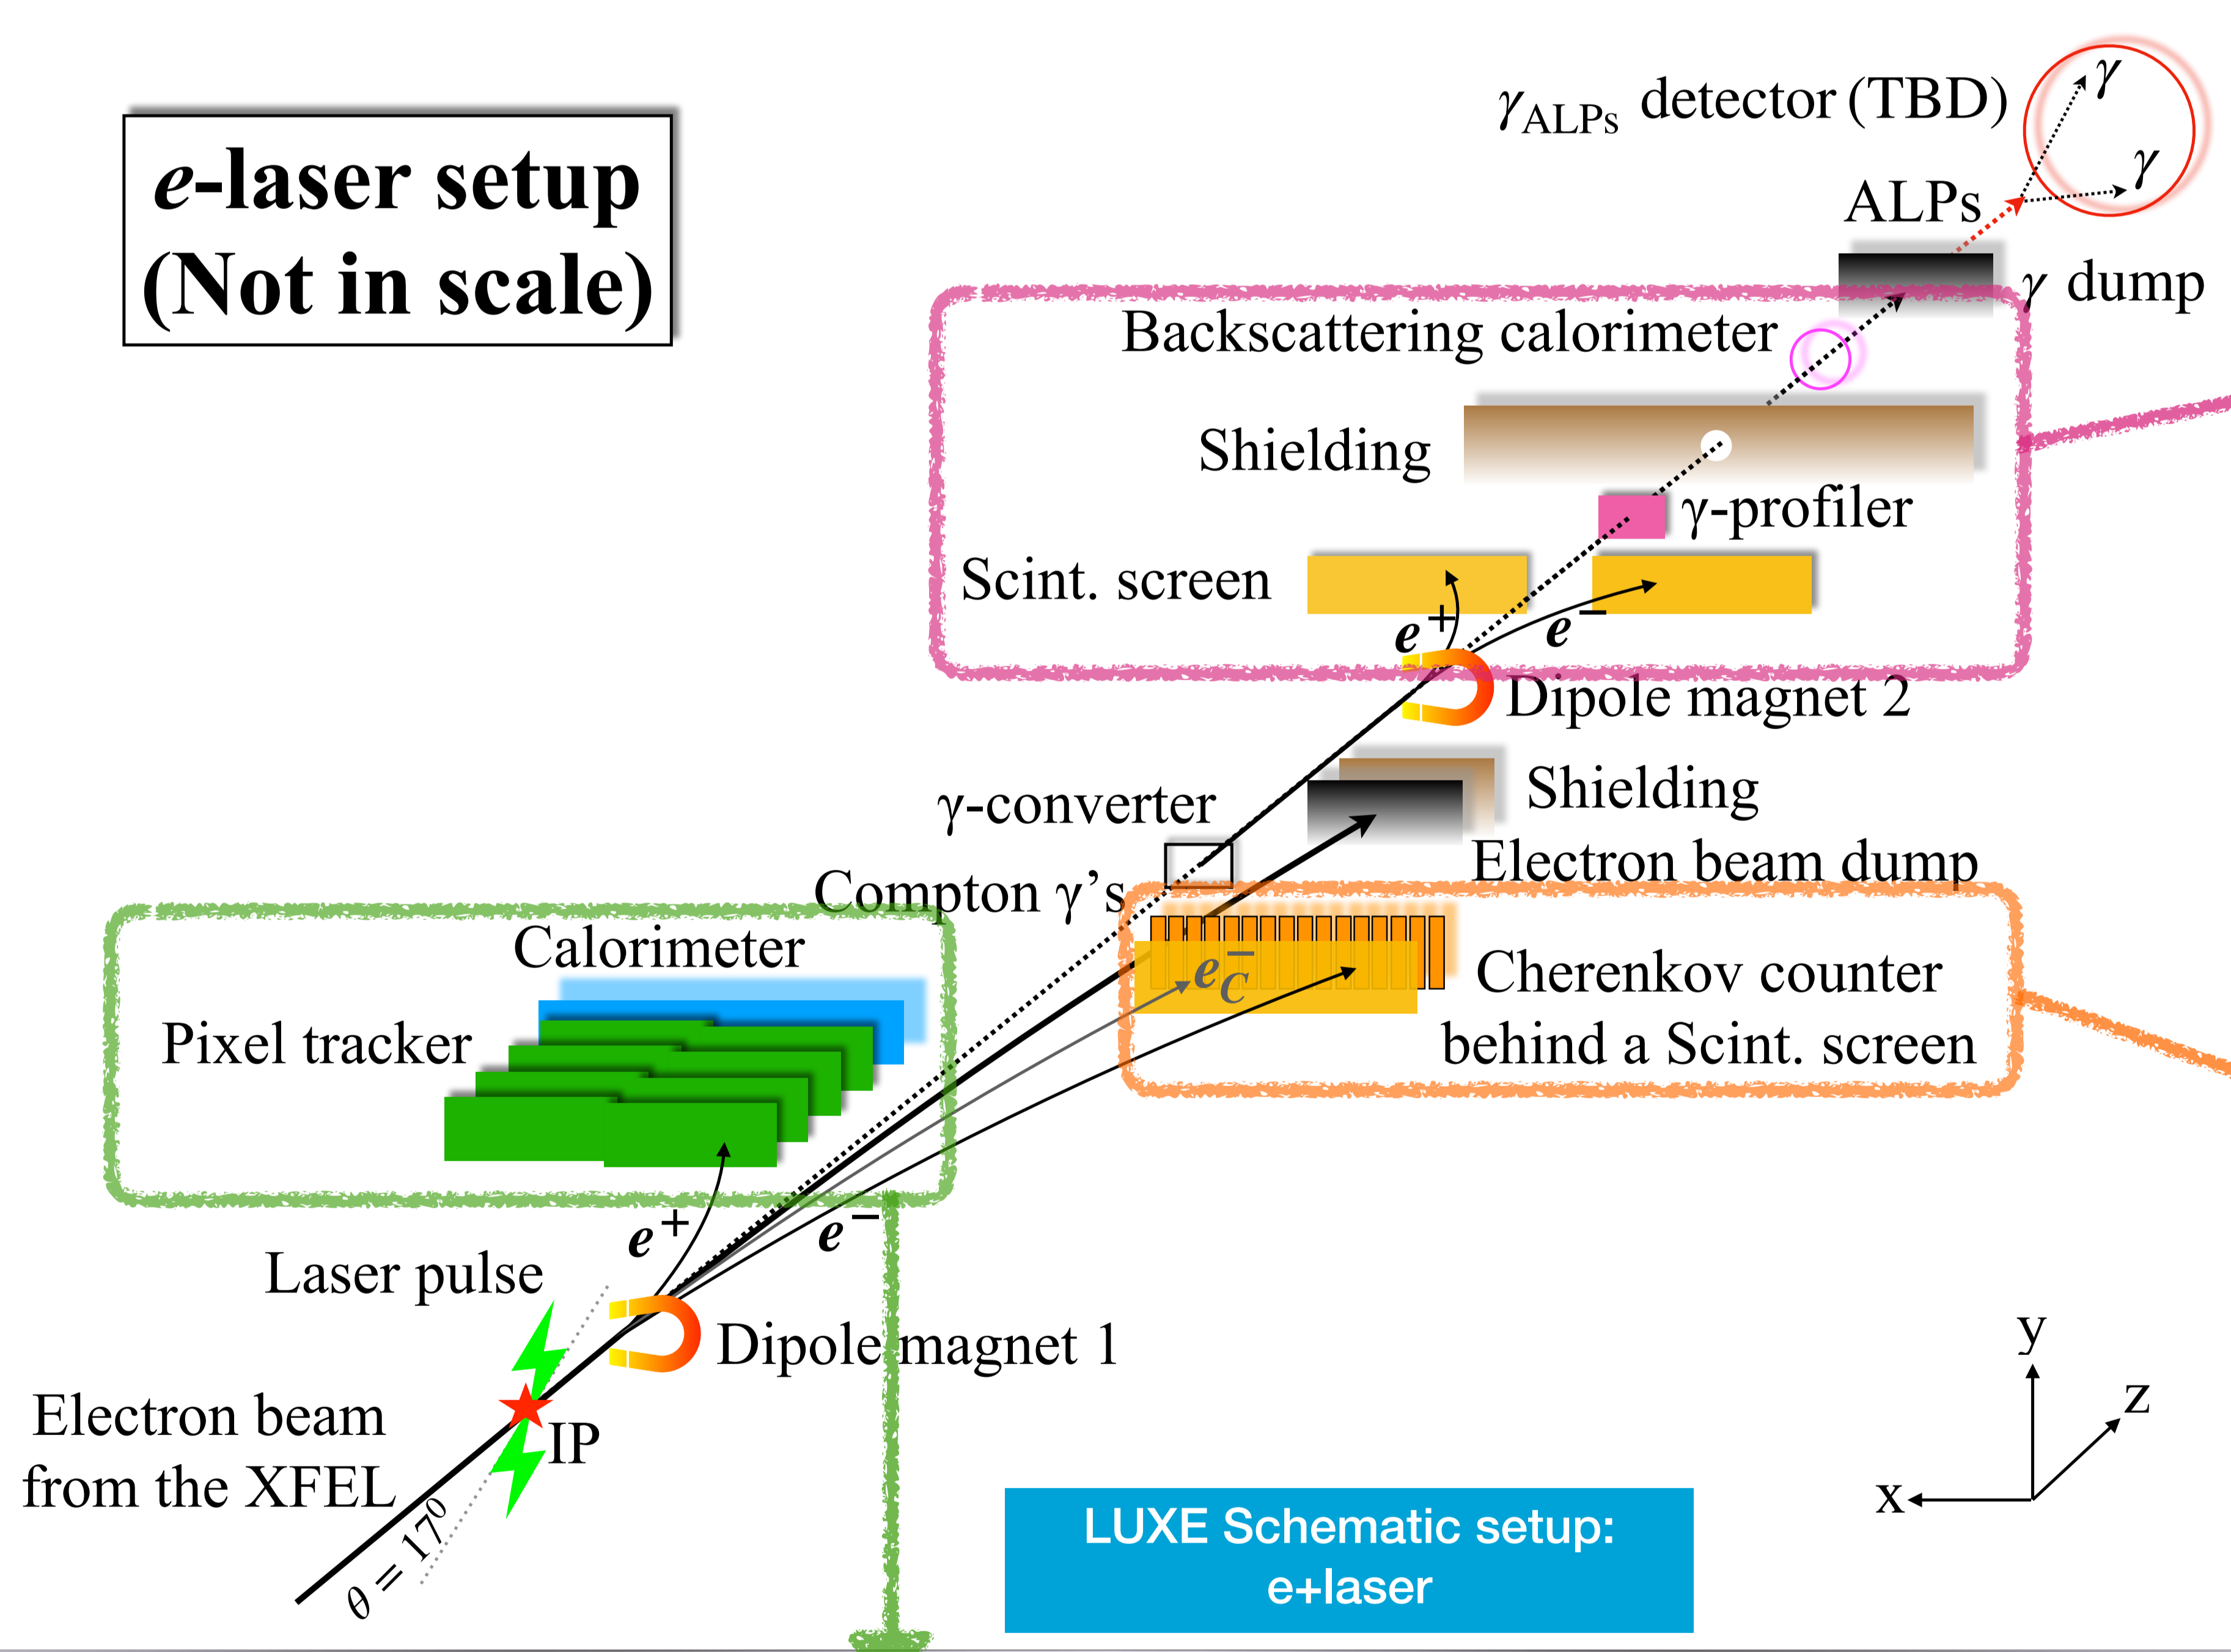 e-laser setup
(Not in scale)
γALPs detector (TBD)
γ
γ
ALPs
γ dump
Backscattering calorimeter
Shielding
γ-profiler
Scint. screen
e+
e−
Dipole magnet 2
γ-converter
Shielding
Electron beam dump
Compton γ's
Calorimeter
Pixel tracker
e−C
Cherenkov counter
behind a Scint. screen
e+
e−
Laser pulse
Dipole magnet 1
Electron beam
from the XFEL
IP
θ = 17⁰
y
z
x
LUXE Schematic setup:
e+laser